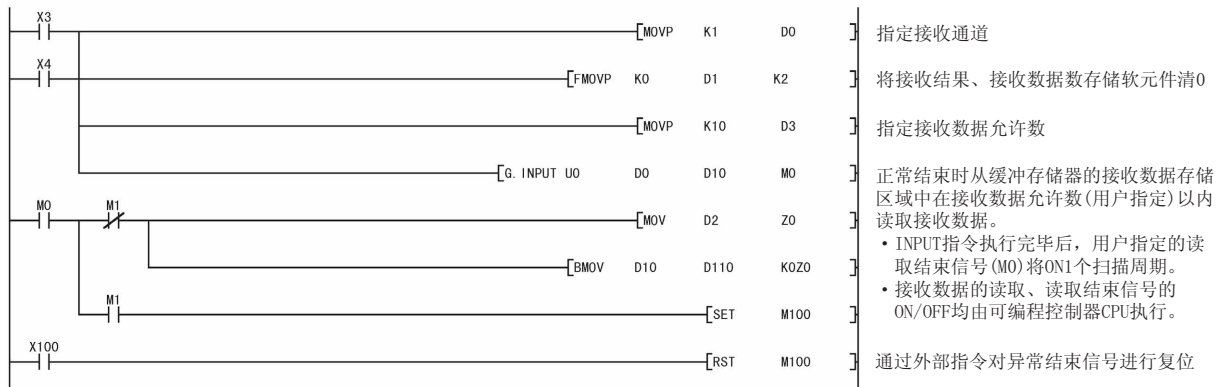 X3 MOVP K1 D0 指定接收通道
X4 FMOVP K0 D1 K2 将接收结果、接收数据数存储软元件清0
MOVP K10 D3 指定接收数据允许数
G.INPUT U0 D0 D10 M0 正常结束时从缓冲存储器的接收数据存储
区域中在接收数据允许数(用户指定)以内
M0 M1 MOV D2 Z0 读取接收数据。
・INPUT指令执行完毕后，用户指定的读
BMOV D10 D110 K0Z0 取结束信号(M0)将ON1个扫描周期。
・接收数据的读取、读取结束信号的
M1 SET M100 ON/OFF均由可编程控制器CPU执行。
X100 RST M100 通过外部指令对异常结束信号进行复位